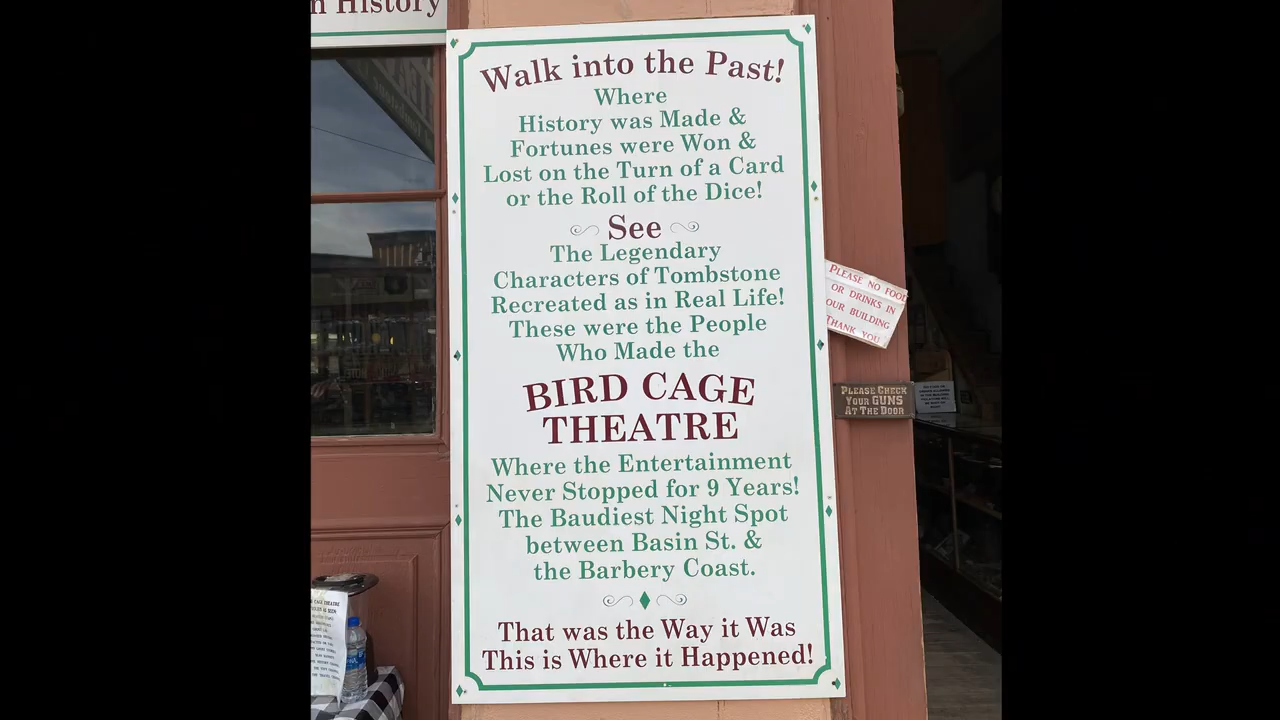 n History
Walk into the Past!
Where
History was Made &
Fortunes were Won &
Lost on the Turn of a Card
or the Roll of the Dice!
See
The Legendary
Characters of Tombstone
Recreated as in Real Life!
These were the People
Who Made the
BIRD CAGE
THEATRE
Where the Entertainment
Never Stopped for 9 Years!
The Baudiest Night Spot
between Basin St. &
the Barbery Coast.
That was the Way it Was
This is Where it Happened!
PLEASE NO FOOD
OR DRINKS IN
OUR BUILDING
THANK YOU
PLEASE CHECK
YOUR GUNS
AT THE DOOR